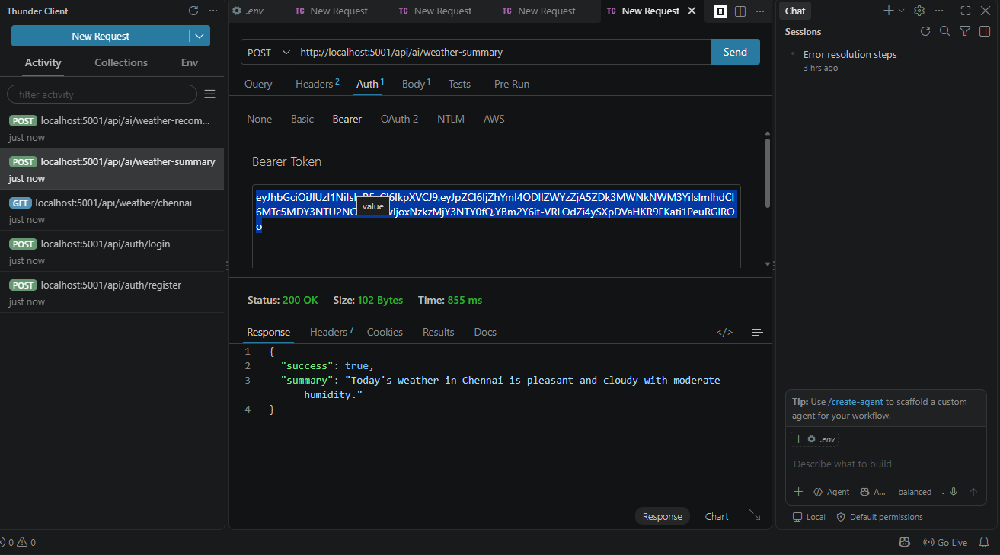 Thunder Client
New Request
Activity Collections Env
filter activity
POST localhost:5001/api/ai/weather-recom...
just now
POST localhost:5001/api/ai/weather-summary
just now
GET localhost:5001/api/weather/chennai
just now
POST localhost:5001/api/auth/login
just now
POST localhost:5001/api/auth/register
just now
.env TC New Request TC New Request TC New Request TC New Request
POST http://localhost:5001/api/ai/weather-summary Send
Query Headers 2 Auth 1 Body 1 Tests Pre Run
None Basic Bearer OAuth 2 NTLM AWS
Bearer Token
value
Status: 200 OK Size: 102 Bytes Time: 855 ms
Response Headers 7 Cookies Results Docs </>
1 {
2 "success": true,
3 "summary": "Today's weather in Chennai is pleasant and cloudy with moderate
humidity."
4 }
Response Chart
Chat
Sessions
Error resolution steps
3 hrs ago
Tip: Use /create-agent to scaffold a custom
agent for your workflow.
.env
Describe what to build
Agent A... balanced
Local Default permissions
0 0 Go Live